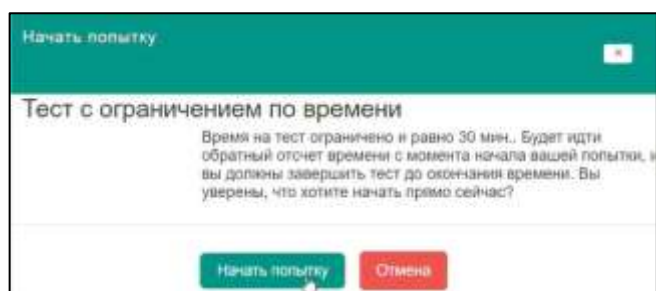 Начать попытку
×
Тест с ограничением по времени
Время на тест ограничено и равно 30 мин.. Будет идти
обратный отсчет времени с момента начала вашей попытки, и
вы должны завершить тест до окончания времени. Вы
уверены, что хотите начать прямо сейчас?
Начать попытку Отмена